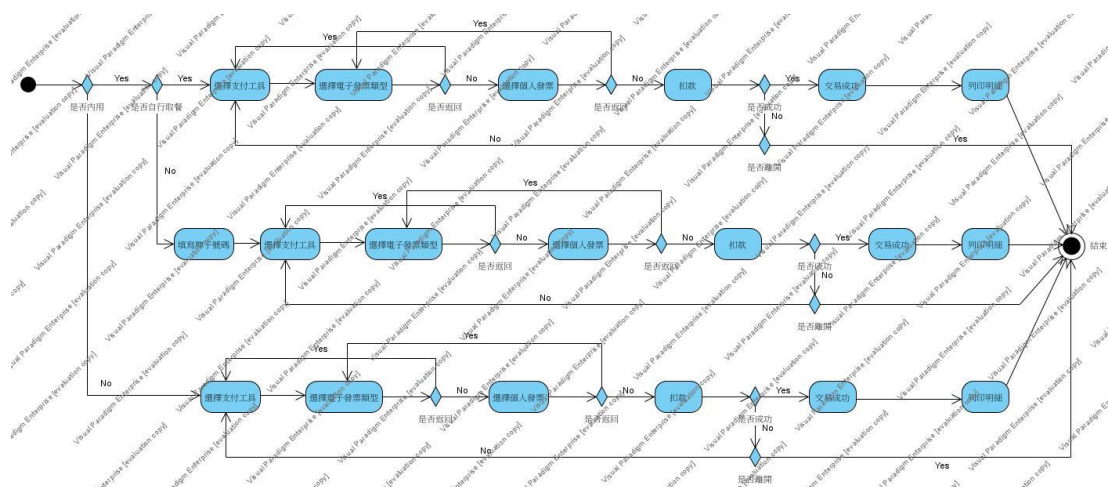 Yes
Yes
Yes
Yes
No
No
Yes
選擇支付工具
選擇電子發票類型
選擇個人發票
扣款
交易成功
列印明細
是否內用
是否自行取餐
是否返回
是否返回
是否成功
No
No
Yes
是否離開
No
Yes
Yes
填寫牌子號碼
選擇支付工具
選擇電子發票類型
No
選擇個人發票
No
扣款
Yes
交易成功
列印明細
結束
是否返回
是否返回
是否成功
No
No
是否離開
Yes
Yes
No
選擇支付工具
選擇電子發票類型
No
選擇個人發票
No
扣款
Yes
交易成功
列印明細
是否返回
是否返回
是否成功
No
No
Yes
是否離開
Visual Paradigm Enterprise [evaluation copy]